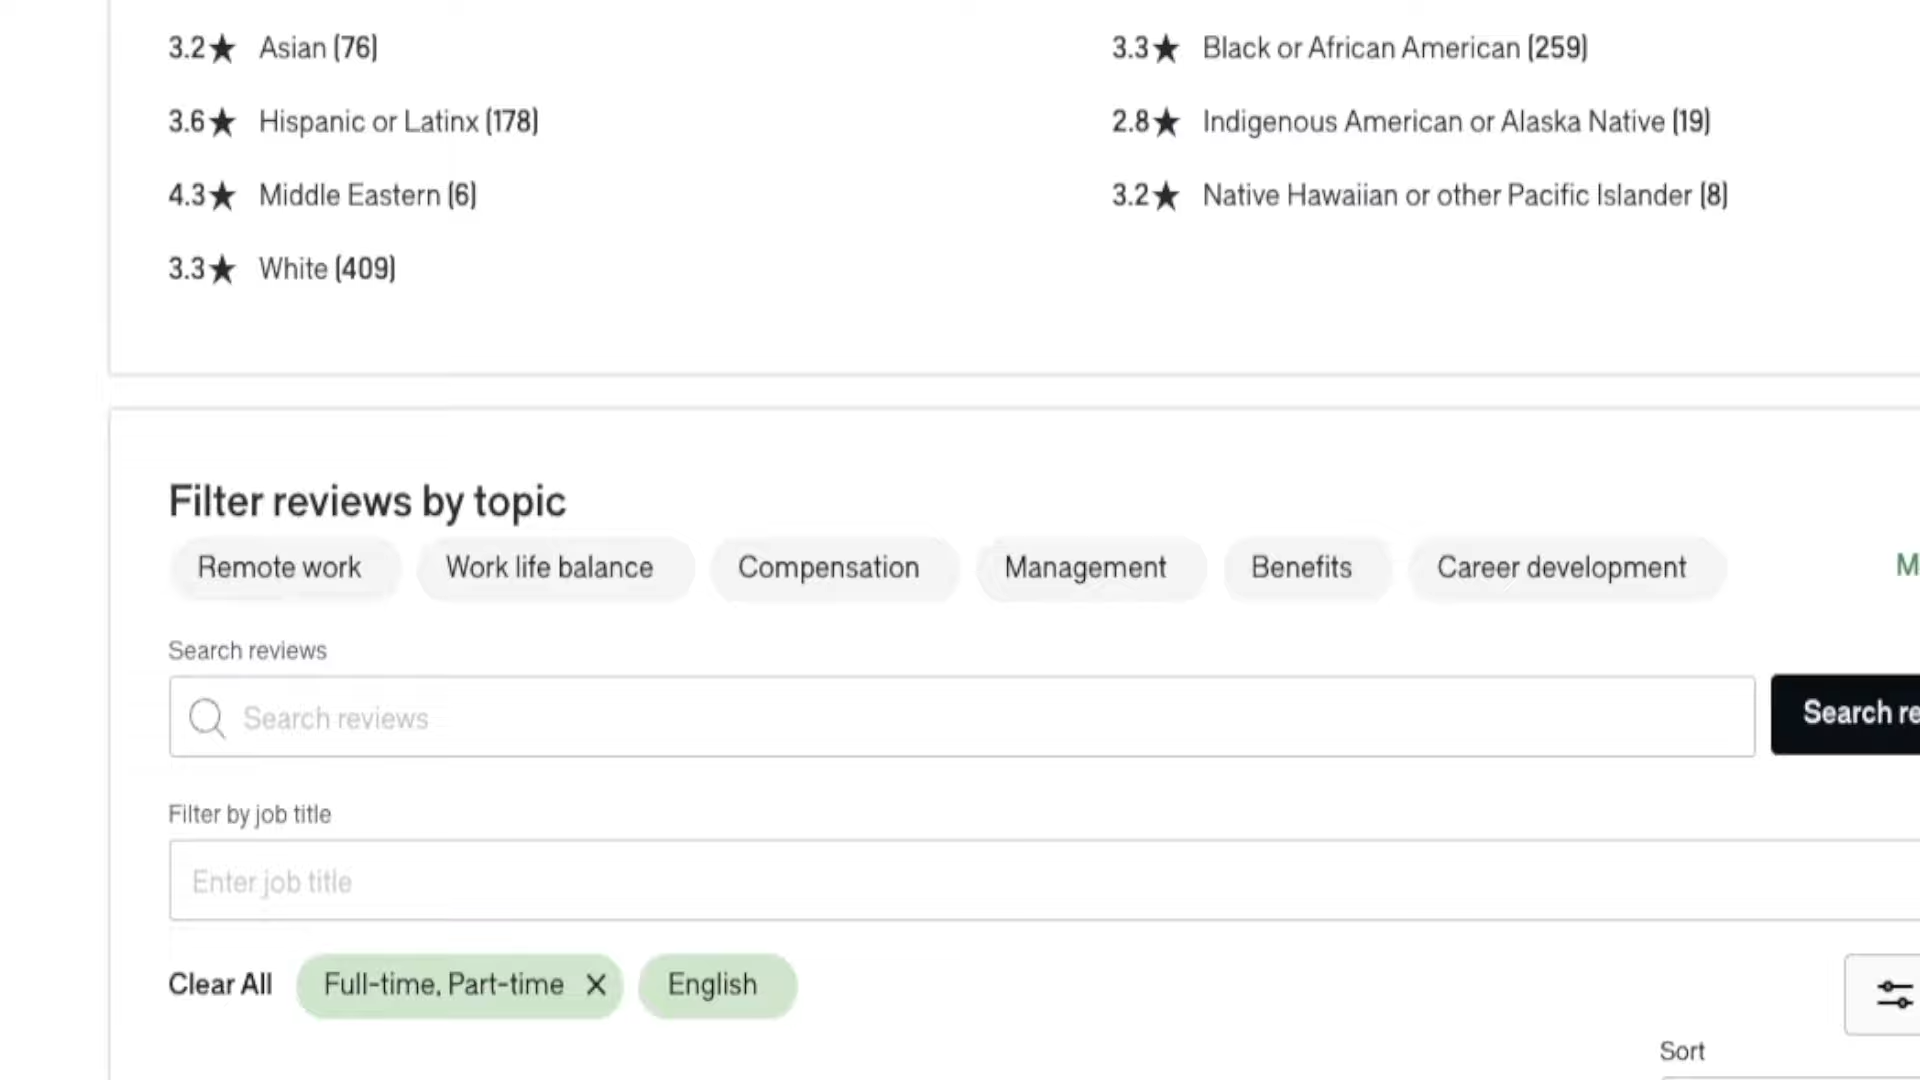 3.2★ Asian (76)
3.3★ Black or African American (259)
3.6★ Hispanic or Latinx (178)
2.8★ Indigenous American or Alaska Native (19)
4.3★ Middle Eastern (6)
3.2★ Native Hawaiian or other Pacific Islander (8)
3.3★ White (409)
Filter reviews by topic
Remote work Work life balance Compensation Management Benefits Career development M
Search reviews
Search reviews
Search re
Filter by job title
Enter job title
Clear All Full-time, Part-time X English
Sort